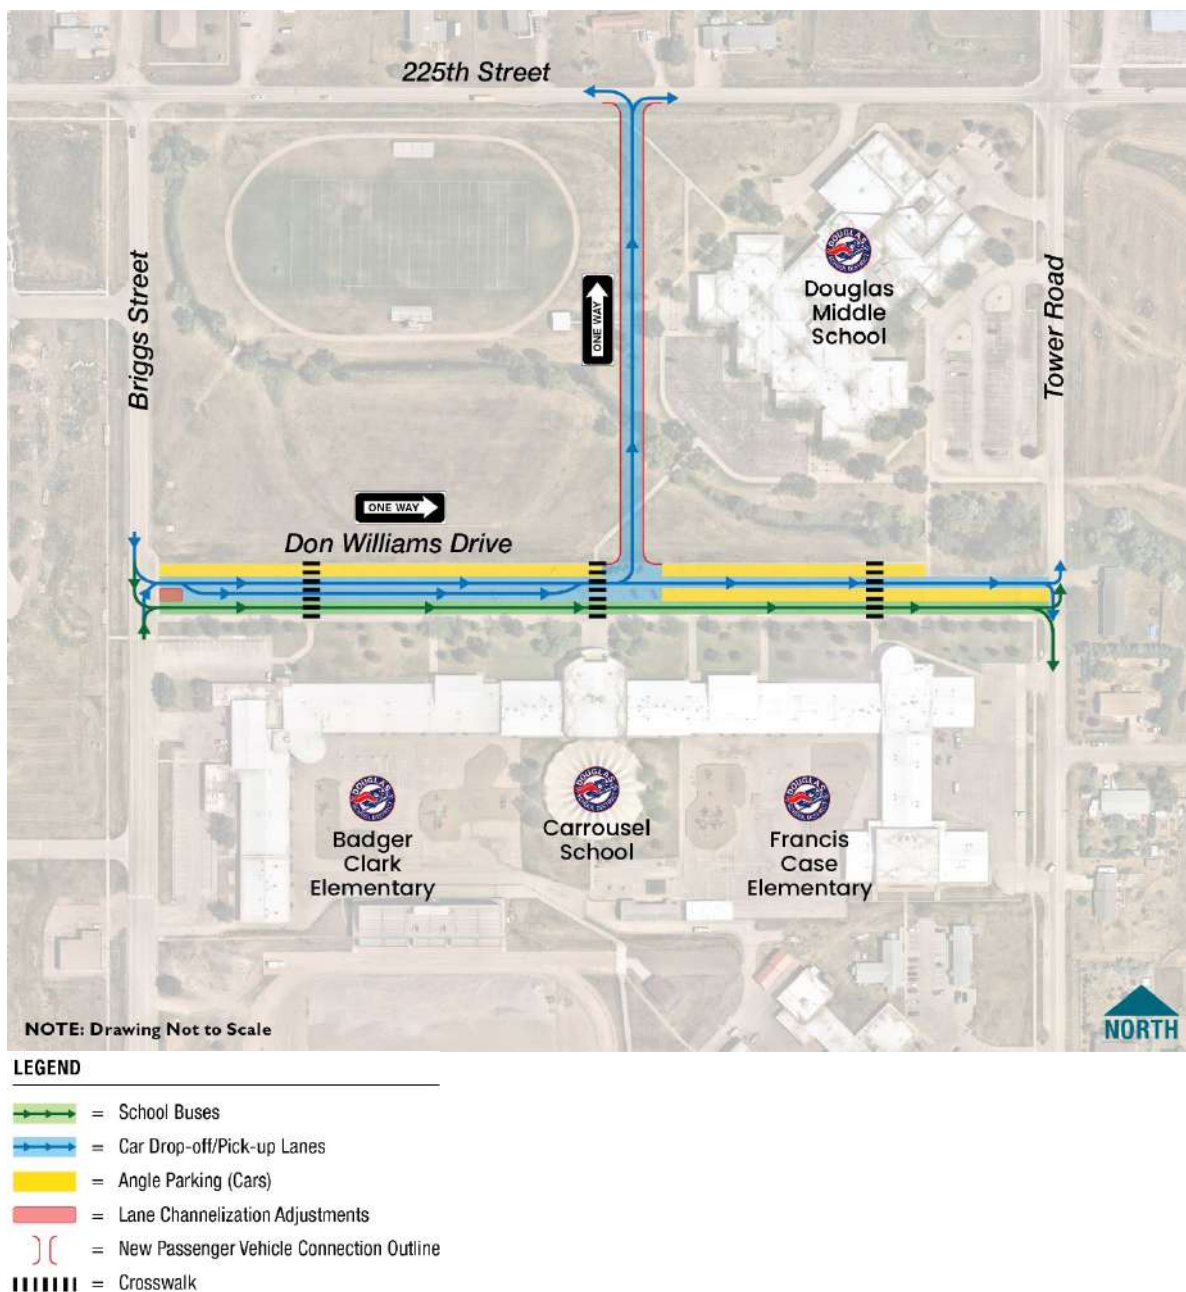 225th Street
Briggs Street
ONE WAY
Douglas
Middle
School
Tower Road
ONE WAY
Don Williams Drive
Badger
Clark
Elementary
Carrousel
School
Francis
Case
Elementary
NOTE: Drawing Not to Scale
NORTH
LEGEND
= School Buses
= Car Drop-off/Pick-up Lanes
= Angle Parking (Cars)
= Lane Channelization Adjustments
= New Passenger Vehicle Connection Outline
= Crosswalk